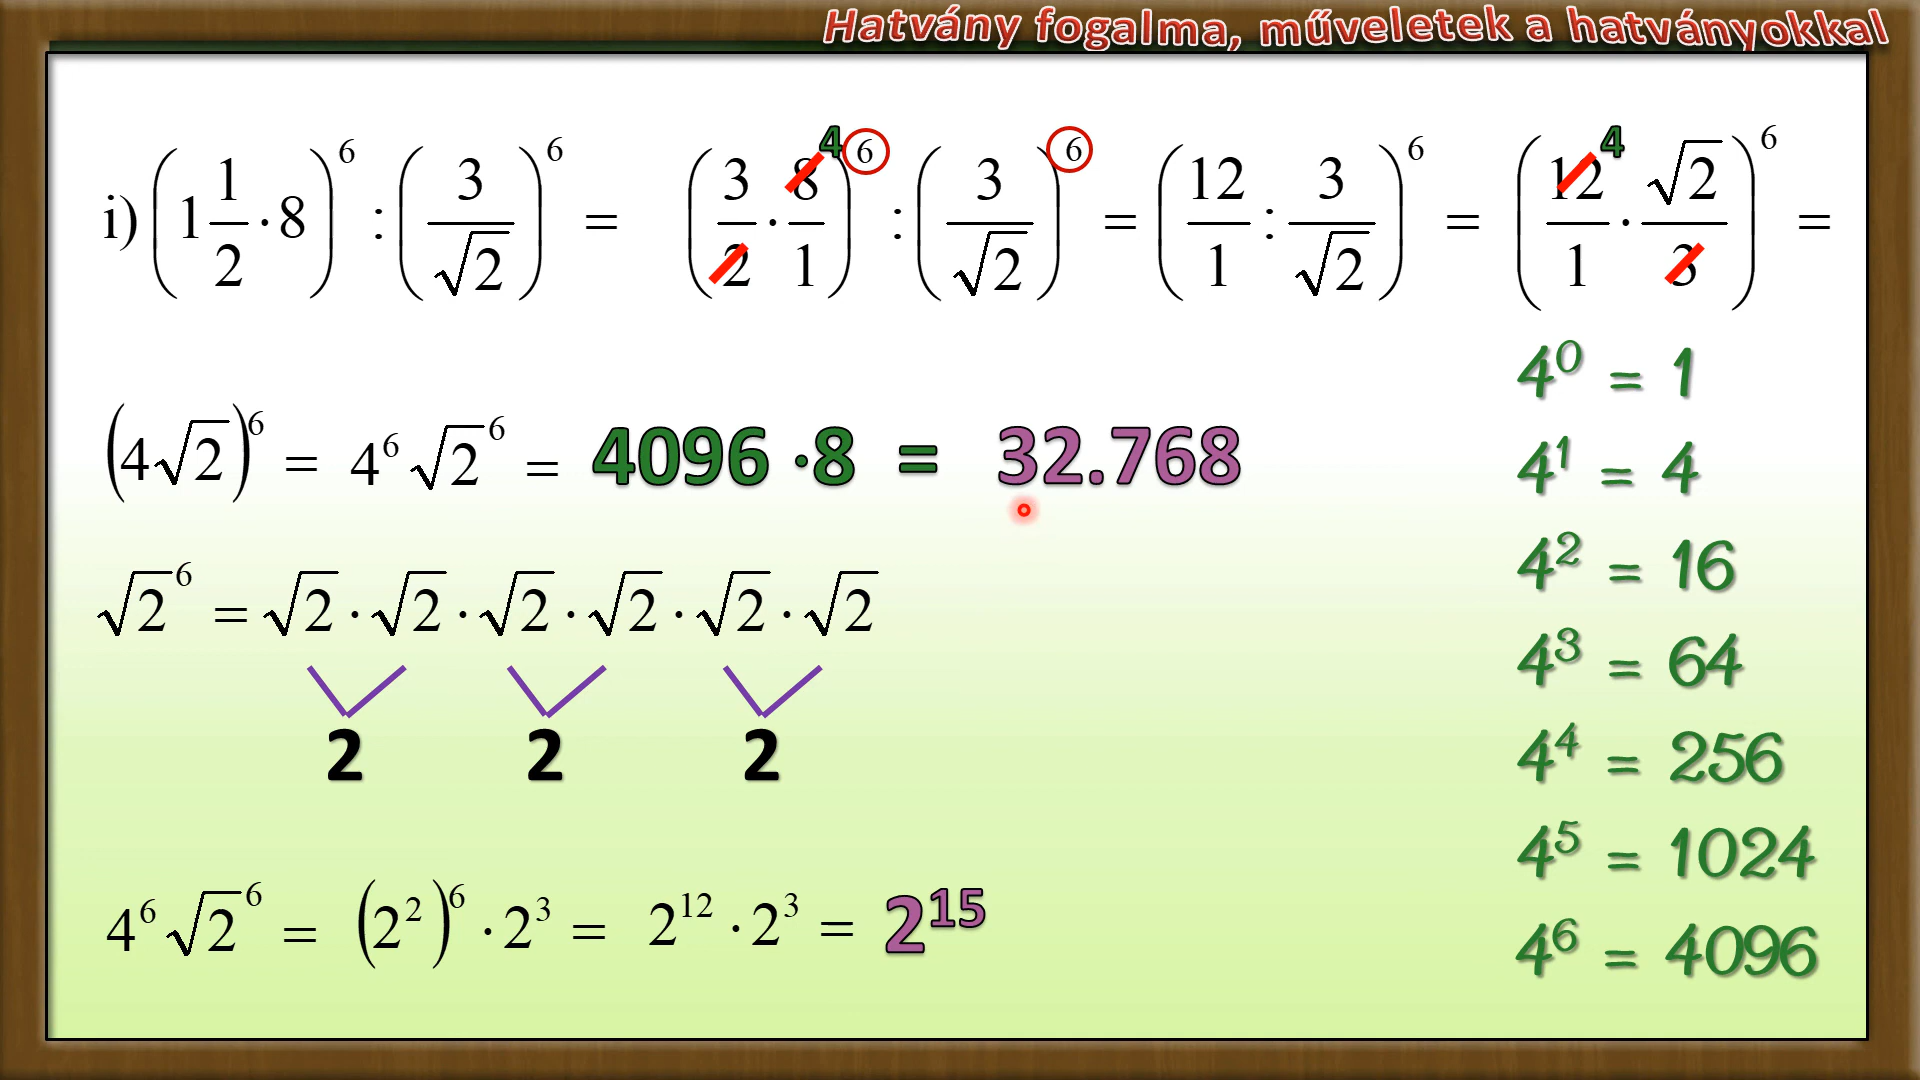 Hatvány fogalma, műveletek a hatványokkal
i) (1 1/2 · 8)^6 : (3/√2)^6 = (3/2 · 8/1)^6 : (3/√2)^6 = (12/1 : 3/√2)^6 = (12/1 · √2/3)^6 =
4 4
(4√2)^6 = 4^6 √2^6 = 4096 · 8 = 32.768
√2^6 = √2 · √2 · √2 · √2 · √2 · √2
2 2 2
4^6 √2^6 = (2^2)^6 · 2^3 = 2^12 · 2^3 = 2^15
4^0 = 1
4^1 = 4
4^2 = 16
4^3 = 64
4^4 = 256
4^5 = 1024
4^6 = 4096